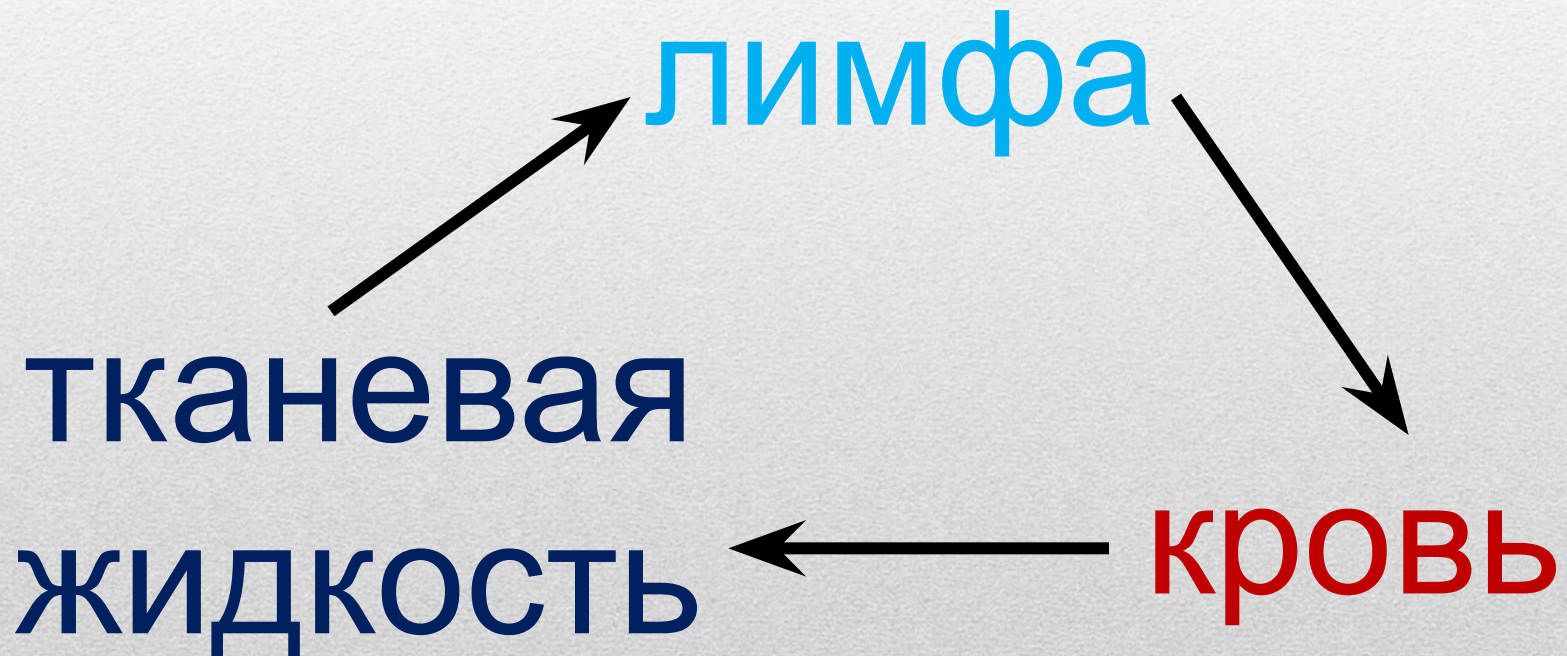 лимфа
тканевая
жидкость
кровь